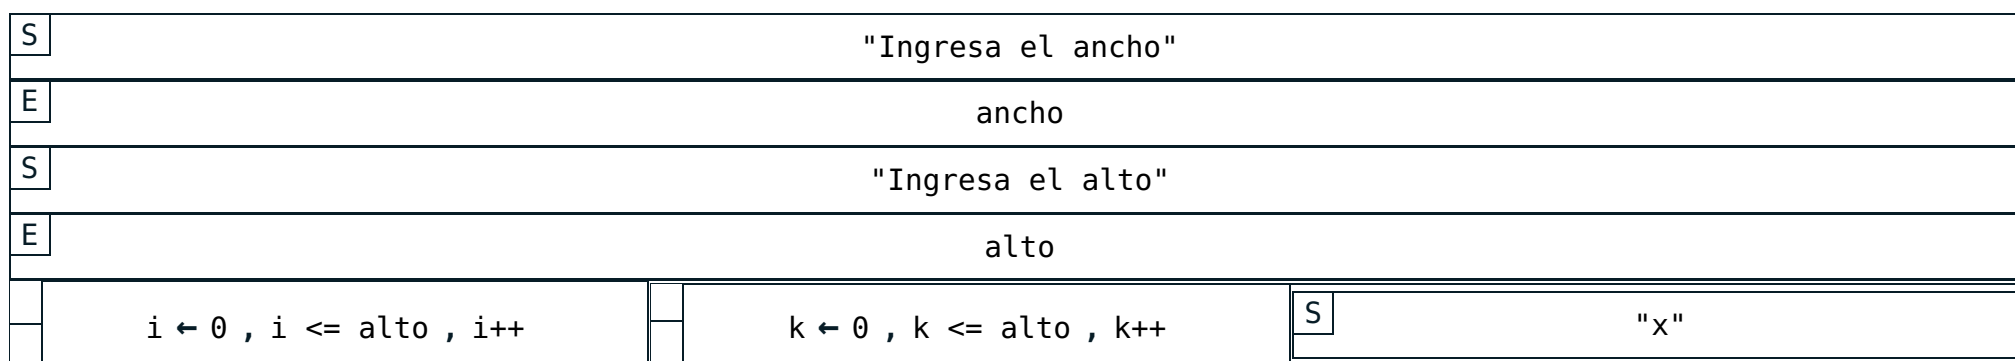 S "Ingresa el ancho"
E ancho
S "Ingresa el alto"
E alto
i ← 0 , i <= alto , i++ k ← 0 , k <= alto , k++ S "x"